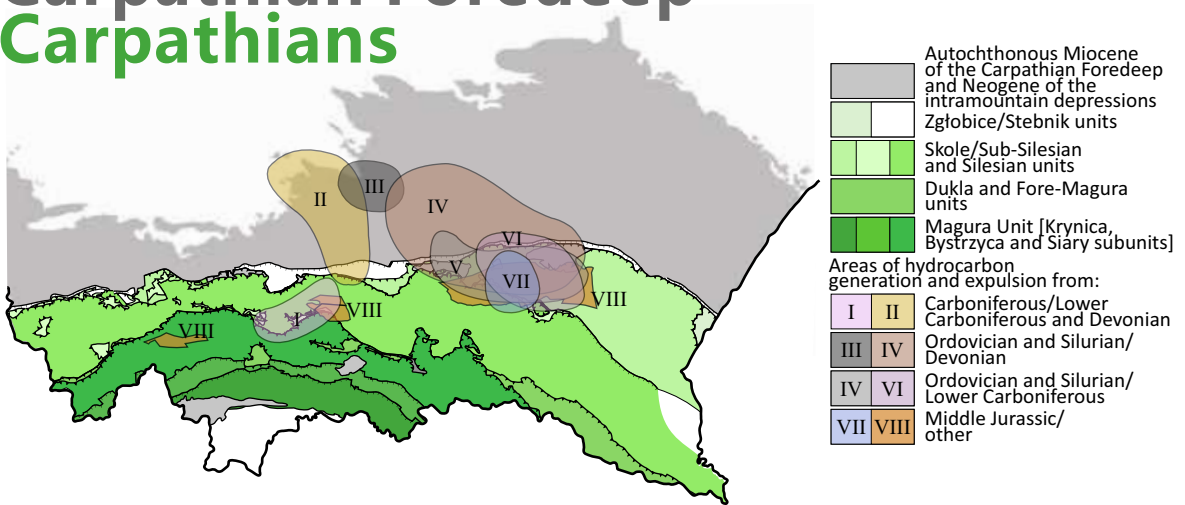 Carpathian Foredeep
Carpathians
II
III
IV
VI
V
VII
VIII
VIII
I
VIII
Autochthonous Miocene
of the Carpathian Foredeep
and Neogene of the
intramountain depressions
Zgłobice/Stebnik units
Skole/Sub-Silesian
and Silesian units
Dukla and Fore-Magura
units
Magura Unit [Krynica,
Bystrzyca and Siary subunits]
Areas of hydrocarbon
generation and expulsion from:
I II Carboniferous/Lower
Carboniferous and Devonian
III IV Ordovician and Silurian/
Devonian
IV VI Ordovician and Silurian/
Lower Carboniferous
VII VIII Middle Jurassic/
other